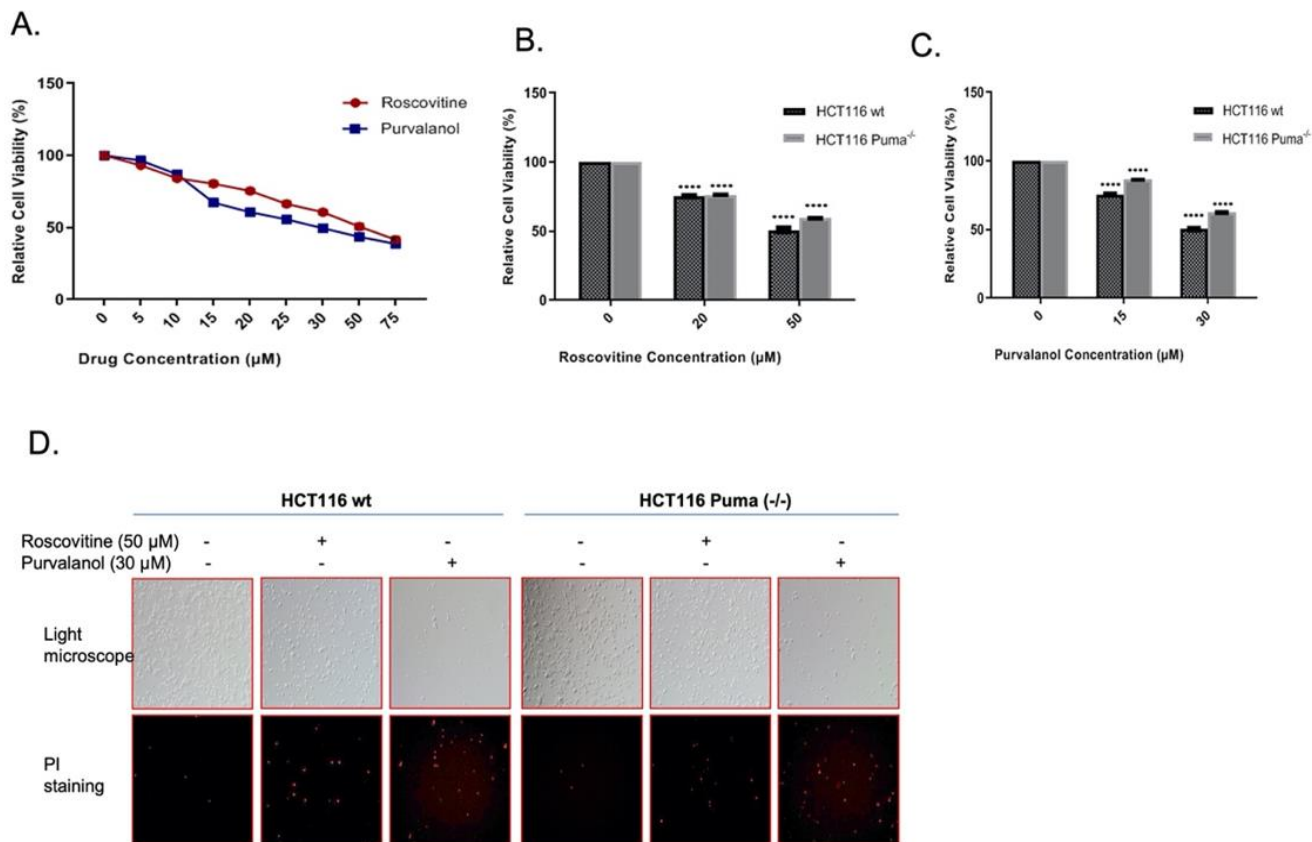 A.
150
100
50
0
Relative Cell Viability (%)
Roscovitine
Purvalanol
0 5 10 15 20 25 30 50 75
Drug Concentration (µM)
B.
150
100
50
0
Relative Cell Viability (%)
HCT116 wt
HCT116 Puma-/-
**** ****
**** ****
0 20 50
Roscovitine Concentration (µM)
C.
150
100
50
0
Relative Cell Viability (%)
HCT116 wt
HCT116 Puma-/-
**** ****
**** ****
0 15 30
Purvalanol Concentration (µM)
D.
HCT116 wt HCT116 Puma (-/-)
Roscovitine (50 µM) - + - - + -
Purvalanol (30 µM) - - + - - +
Light
microscope
PI
staining